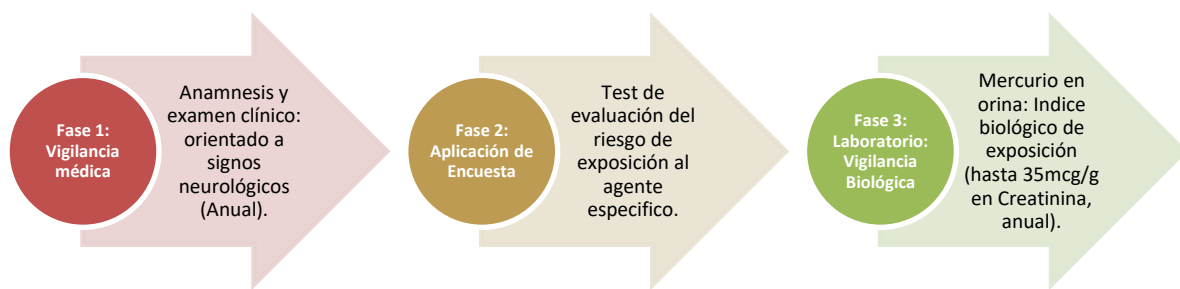 Fase 1:
Vigilancia
médica
Anamnesis y
examen clínico:
orientado a
signos
neurológicos
(Anual).
Fase 2:
Aplicación de
Encuesta
Test de
evaluación del
riesgo de
exposición al
agente
especifico.
Fase 3:
Laboratorio:
Vigilancia
Biológica
Mercurio en
orina: Indice
biológico de
exposición
(hasta 35mcg/g
en Creatinina,
anual).